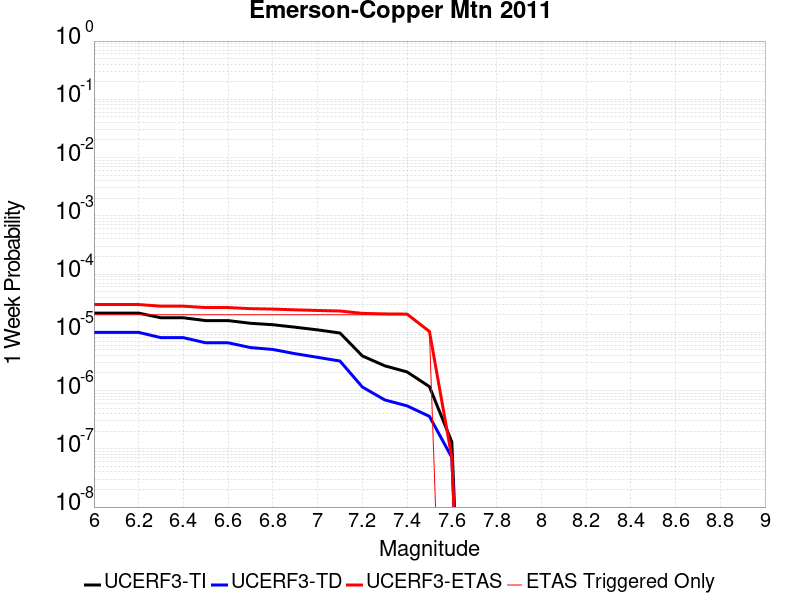 Emerson-Copper Mtn 2011
10^0
10^-1
10^-2
10^-3
10^-4
10^-5
10^-6
10^-7
10^-8
1 Week Probability
6 6.2 6.4 6.6 6.8 7 7.2 7.4 7.6 7.8 8 8.2 8.4 8.6 8.8 9
Magnitude
UCERF3-TI UCERF3-TD UCERF3-ETAS ETAS Triggered Only